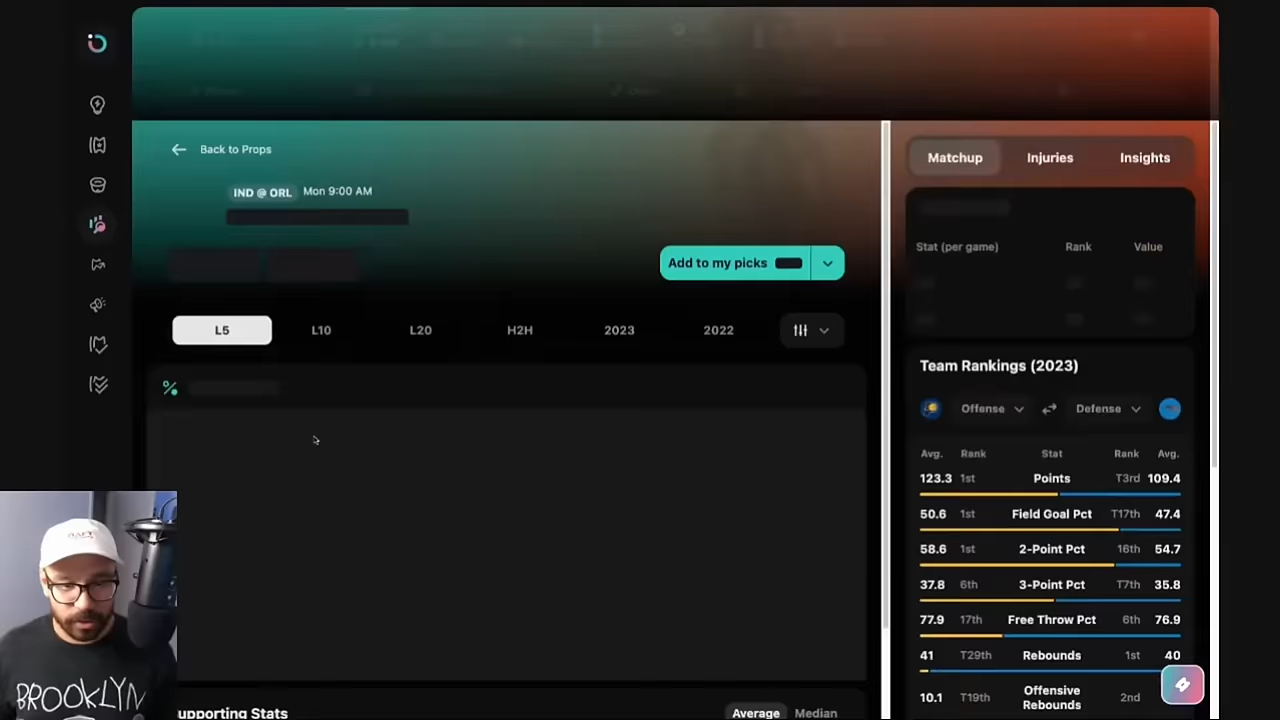 Back to Props
IND @ ORL Mon 9:00 AM
Add to my picks
L5 L10 L20 H2H 2023 2022
Supporting Stats
Average Median
Matchup Injuries Insights
Stat (per game) Rank Value
Team Rankings (2023)
Offense Defense
Avg. Rank Stat Rank Avg.
123.3 1st Points T3rd 109.4
50.6 1st Field Goal Pct T17th 47.4
58.6 1st 2-Point Pct 16th 54.7
37.8 6th 3-Point Pct T7th 35.8
77.9 17th Free Throw Pct 6th 76.9
41 T29th Rebounds 1st 40
10.1 T19th Offensive Rebounds 2nd
BROOKLYN